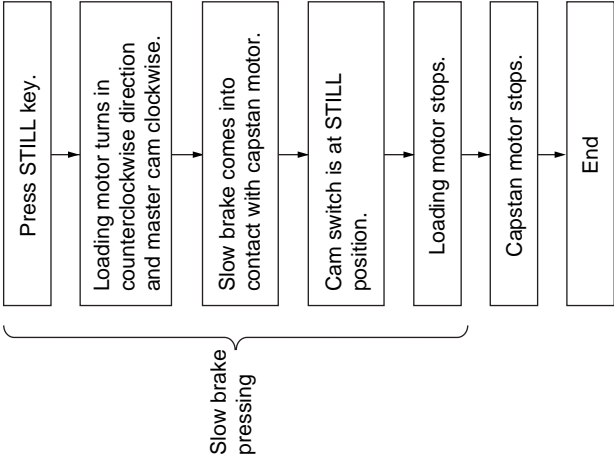 Press STILL key.
Loading motor turns in
counterclockwise direction
and master cam clockwise.
Slow brake comes into
contact with capstan motor.
Cam switch is at STILL
position.
Loading motor stops.
Capstan motor stops.
End
Slow brake
pressing